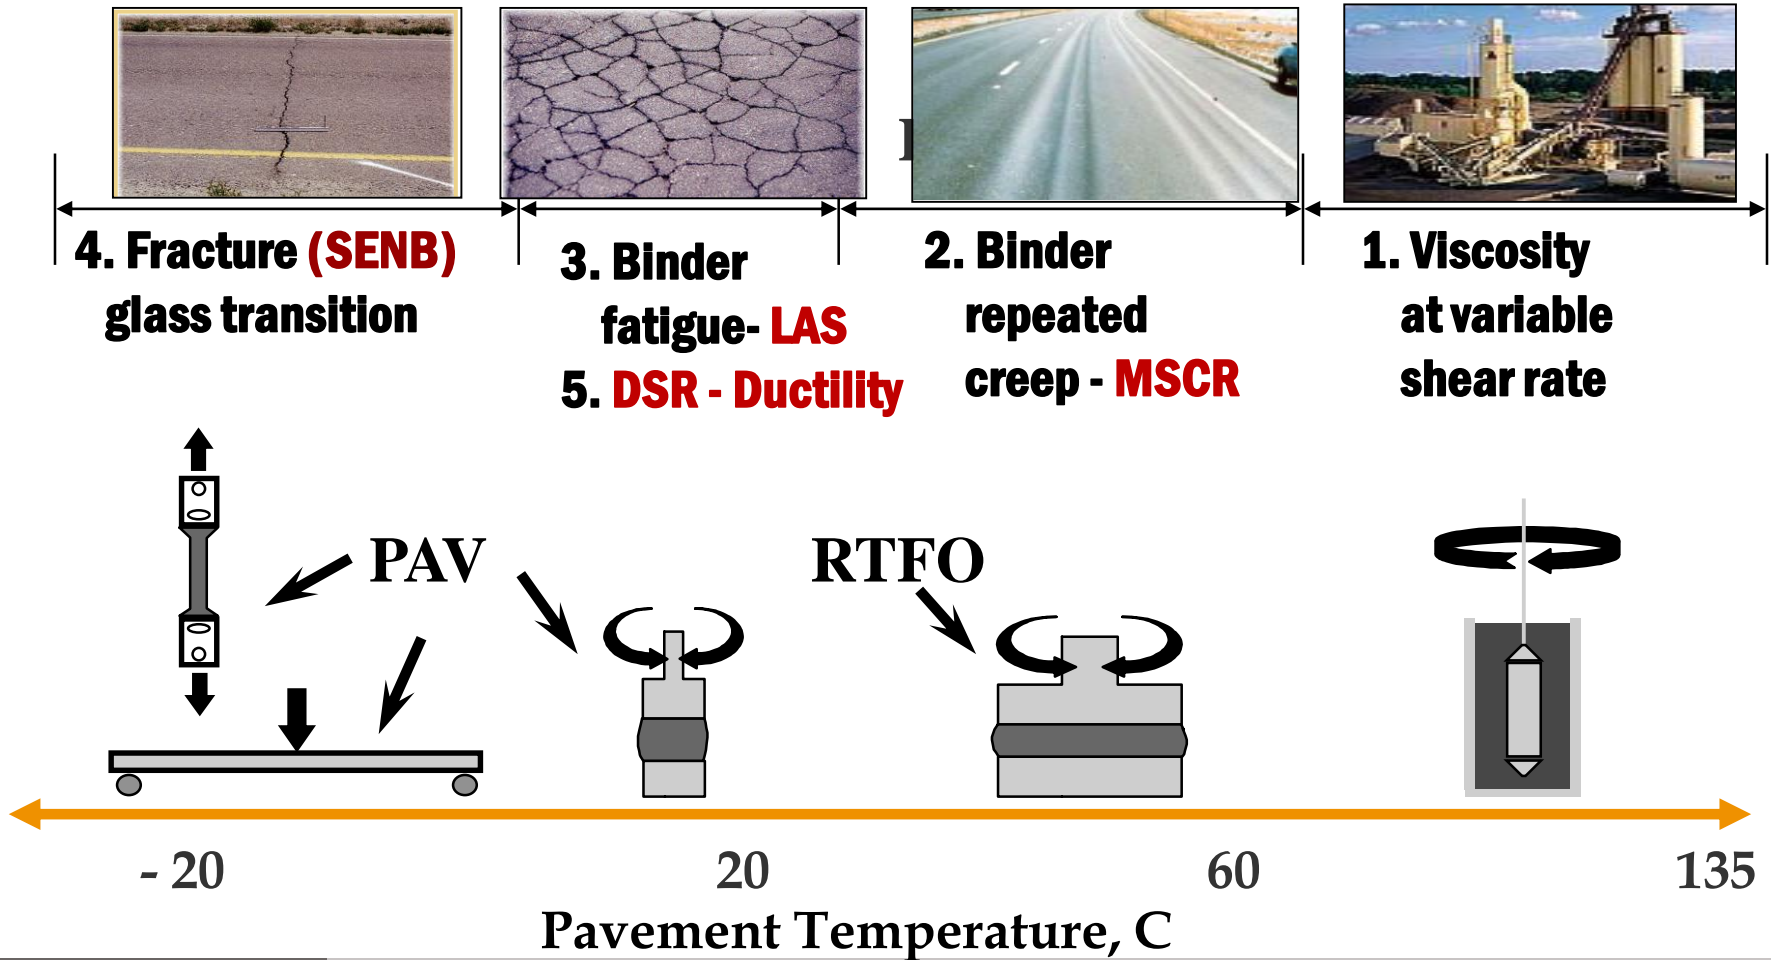 4. Fracture (SENB)
glass transition
3. Binder
fatigue- LAS
5. DSR - Ductility
2. Binder
repeated
creep - MSCR
1. Viscosity
at variable
shear rate
PAV
RTFO
- 20
20
60
135
Pavement Temperature, C